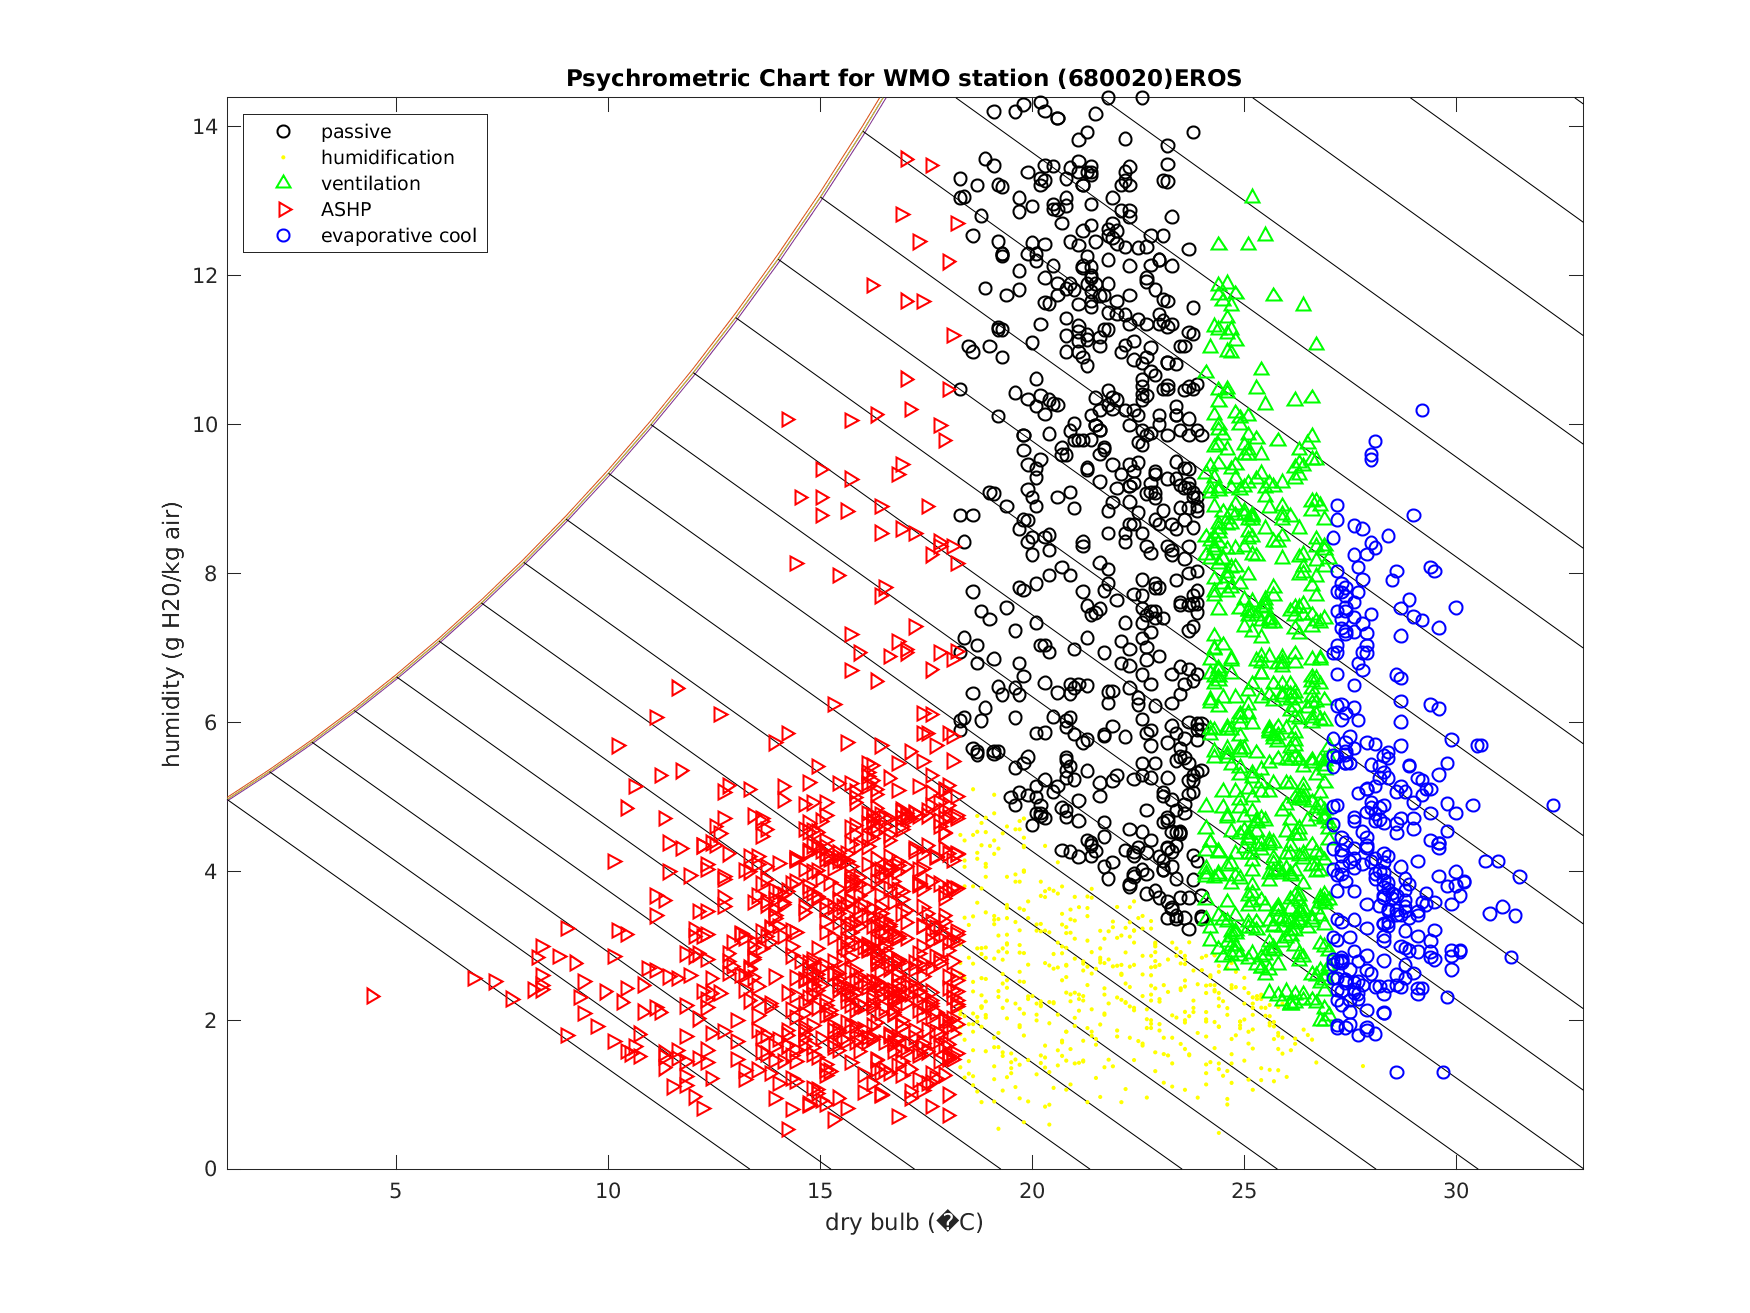 Psychrometric Chart for WMO station (680020)EROS
passive
humidification
ventilation
ASHP
evaporative cool
humidity (g H20/kg air)
14
12
10
8
6
4
2
0
5 10 15 20 25 30
dry bulb (�C)